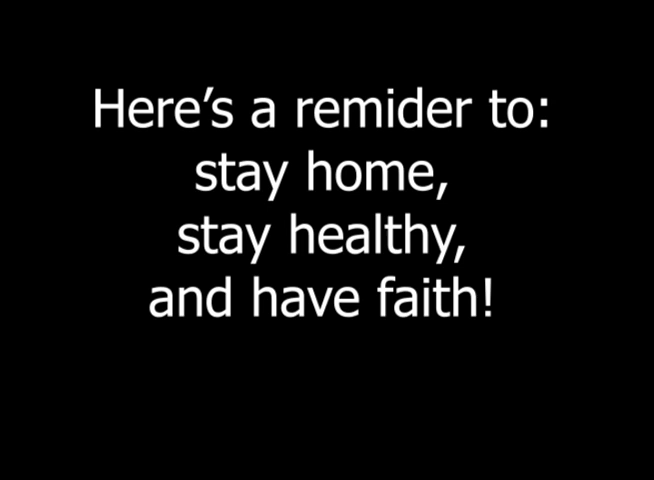 Here’s a remider to:
stay home,
stay healthy,
and have faith!